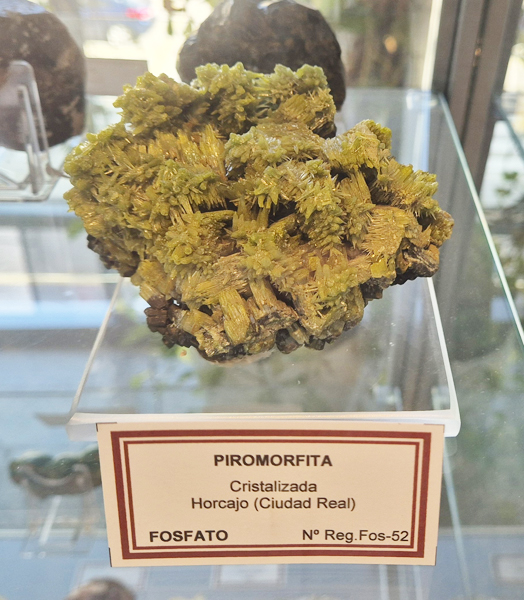 PIROMORFITA
Cristalizada
Horcajo (Ciudad Real)
FOSFATO Nº Reg.Fos-52